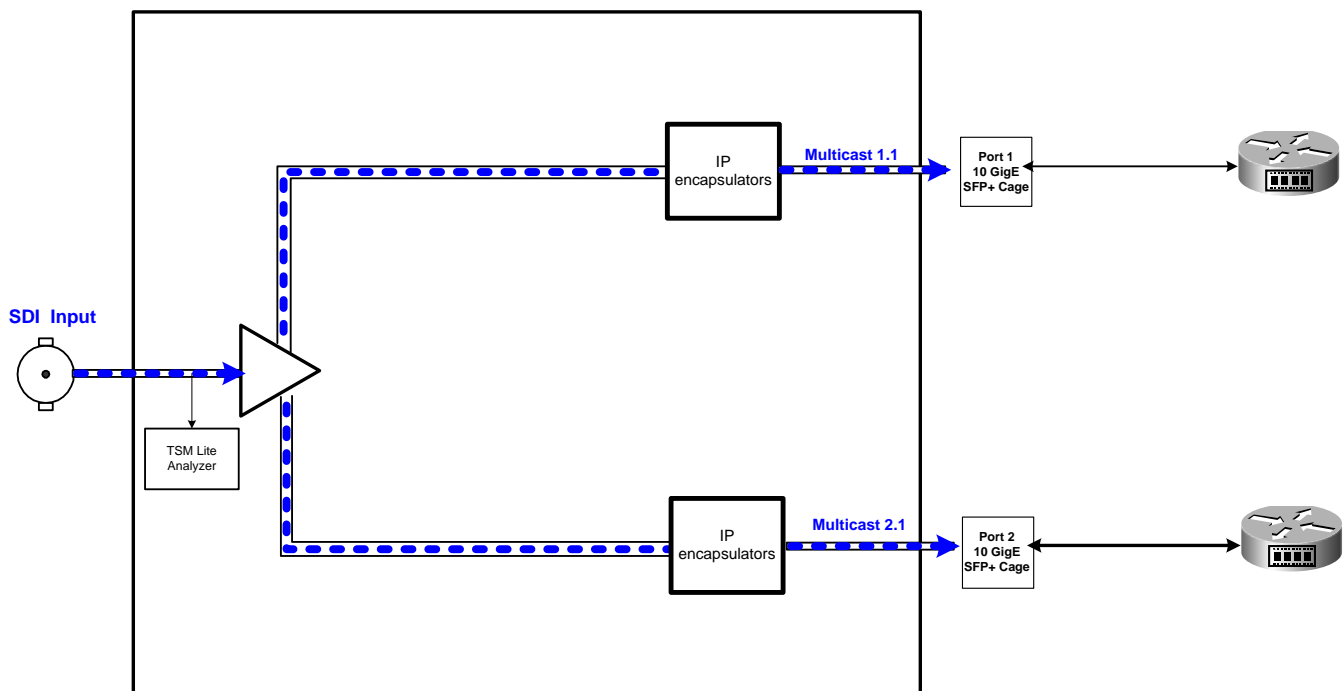 IP
encapsulators
Multicast 1.1
Port 1
10 GigE
SFP+ Cage
SDI Input
TSM Lite
Analyzer
IP
encapsulators
Multicast 2.1
Port 2
10 GigE
SFP+ Cage